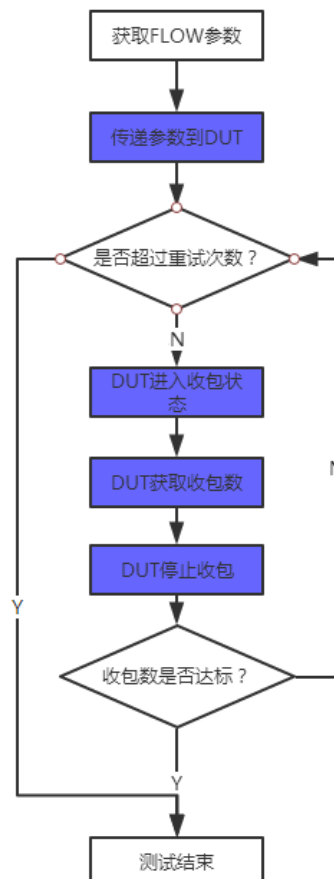 获取FLOW参数
传递参数到DUT
是否超过重试次数？
N
DUT进入收包状
态
DUT获取收包数
N
DUT停止收包
Y
收包数是否达标？
Y
测试结束